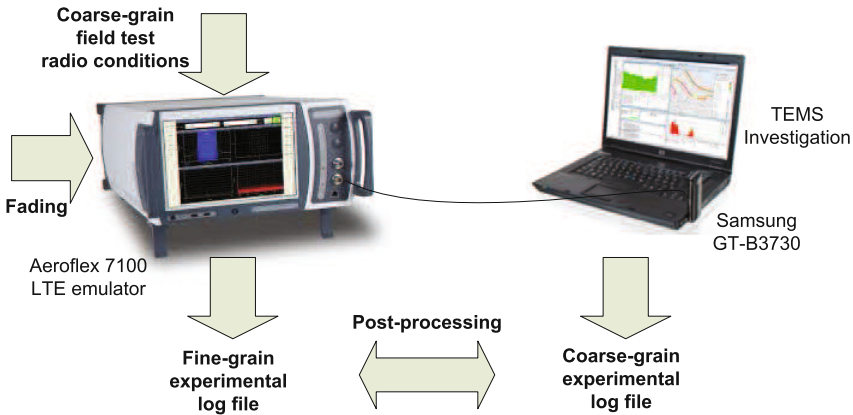 Coarse-grain
field test
radio conditions
Fading
Aeroflex 7100
LTE emulator
TEMS
Investigation
Samsung
GT-B3730
Post-processing
Fine-grain
experimental
log file
Coarse-grain
experimental
log file